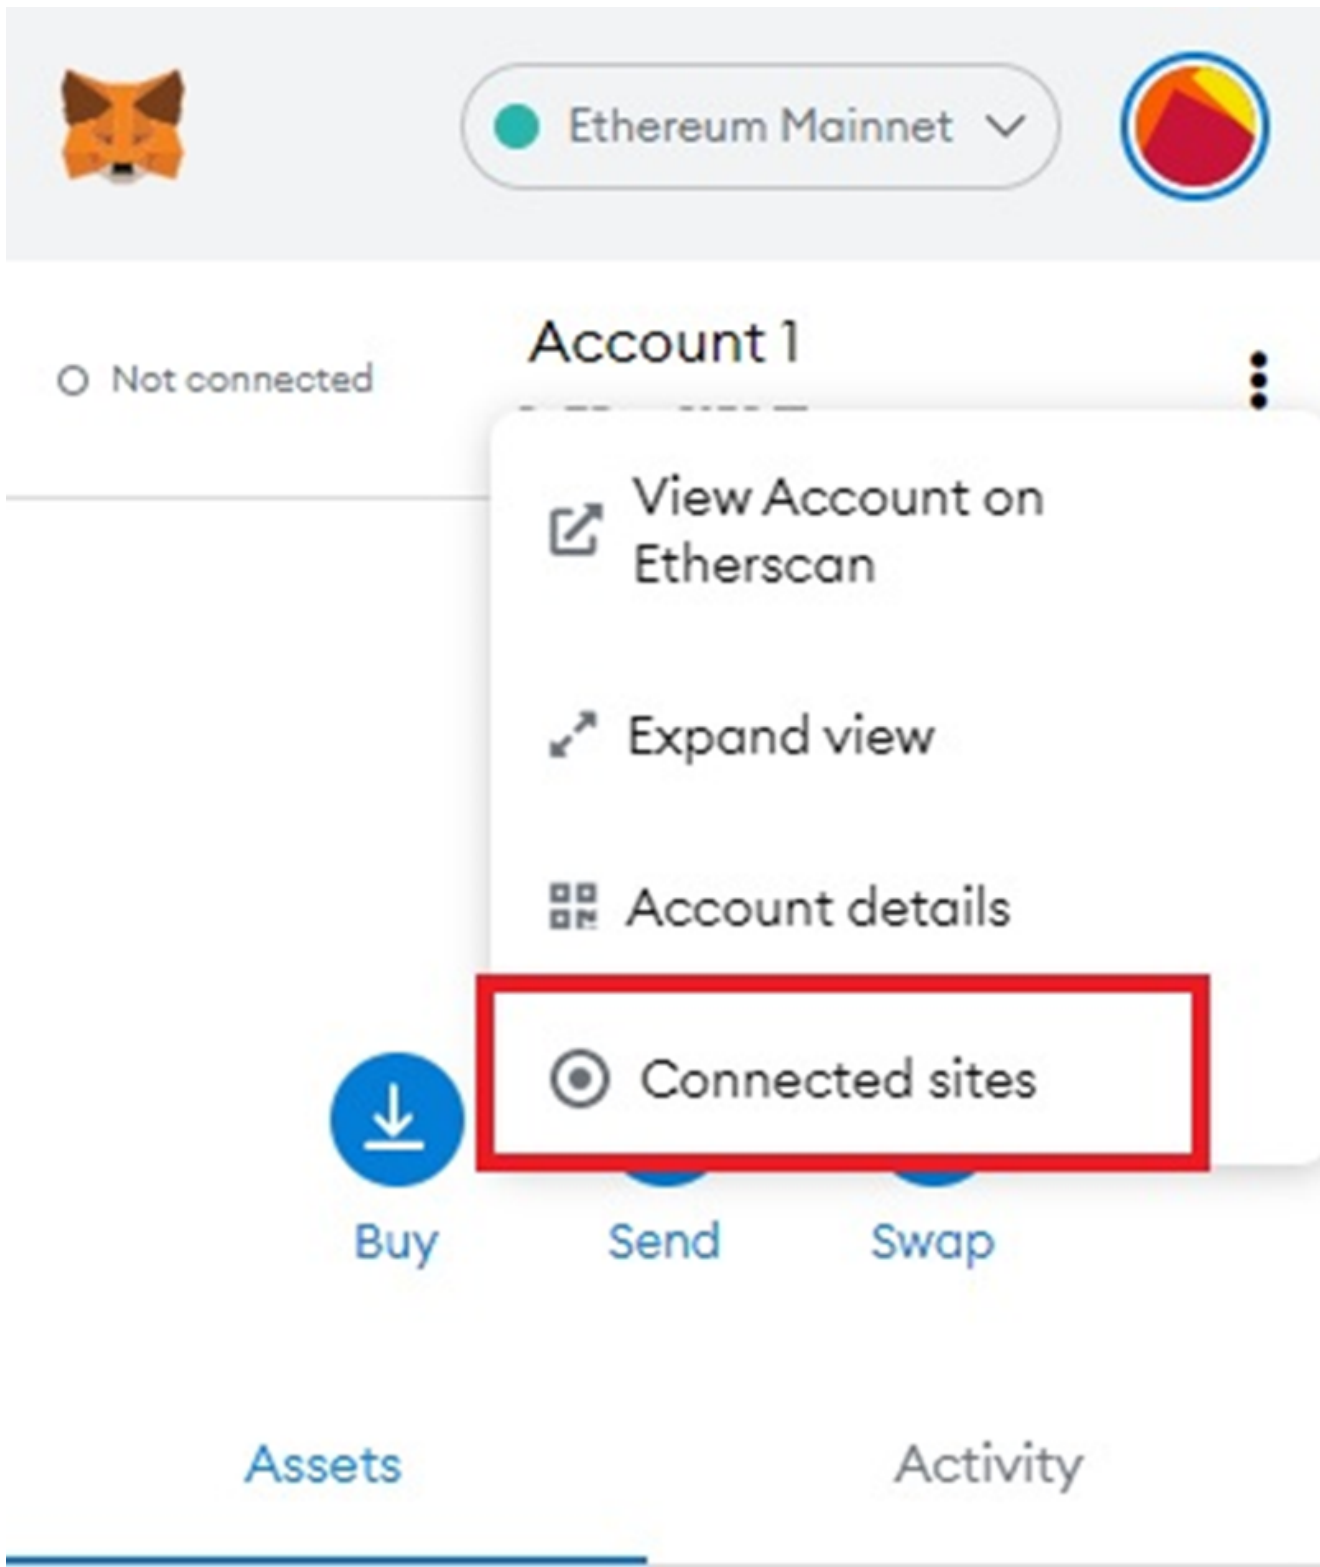 Ethereum Mainnet
Account 1
Not connected
View Account on
Etherscan
Expand view
Account details
Connected sites
Buy
Send
Swap
Assets
Activity